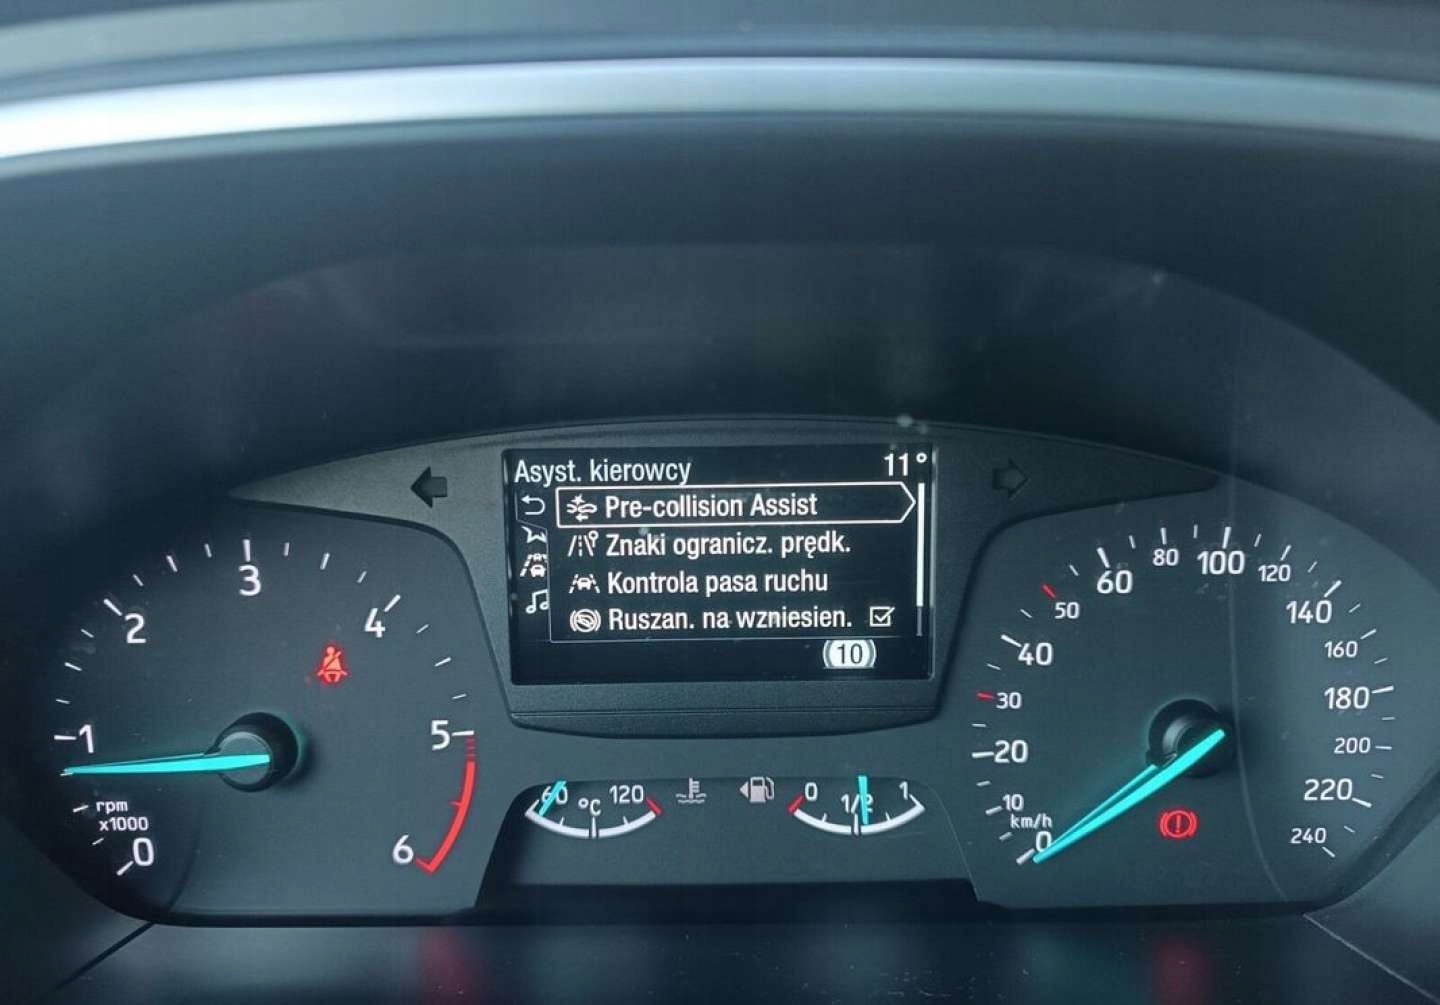 Asyst. kierowcy 11°
Pre-collision Assist
Znaki ogranicz. prędk.
Kontrola pasa ruchu
Ruszan. na wzniesien.
10
0
1
2
3
4
5
6
rpm
x1000
60 °C 120
0 1/2 1
0
10
20
30
40
50
60
80
100
120
140
160
180
200
220
240
km/h